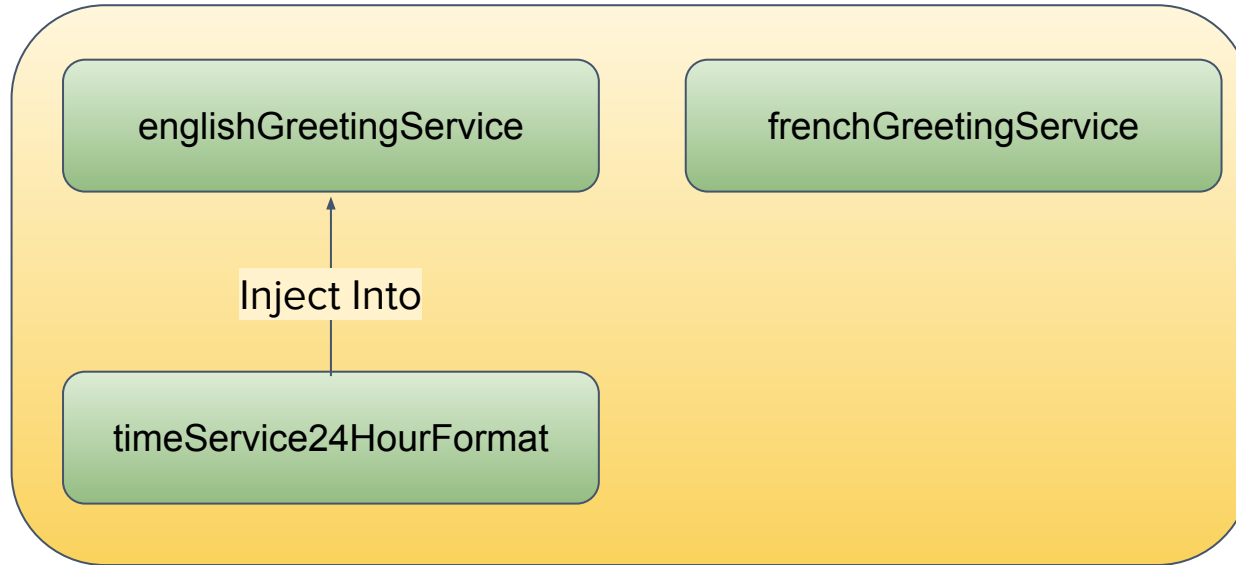 englishGreetingService
frenchGreetingService
Inject Into
timeService24HourFormat